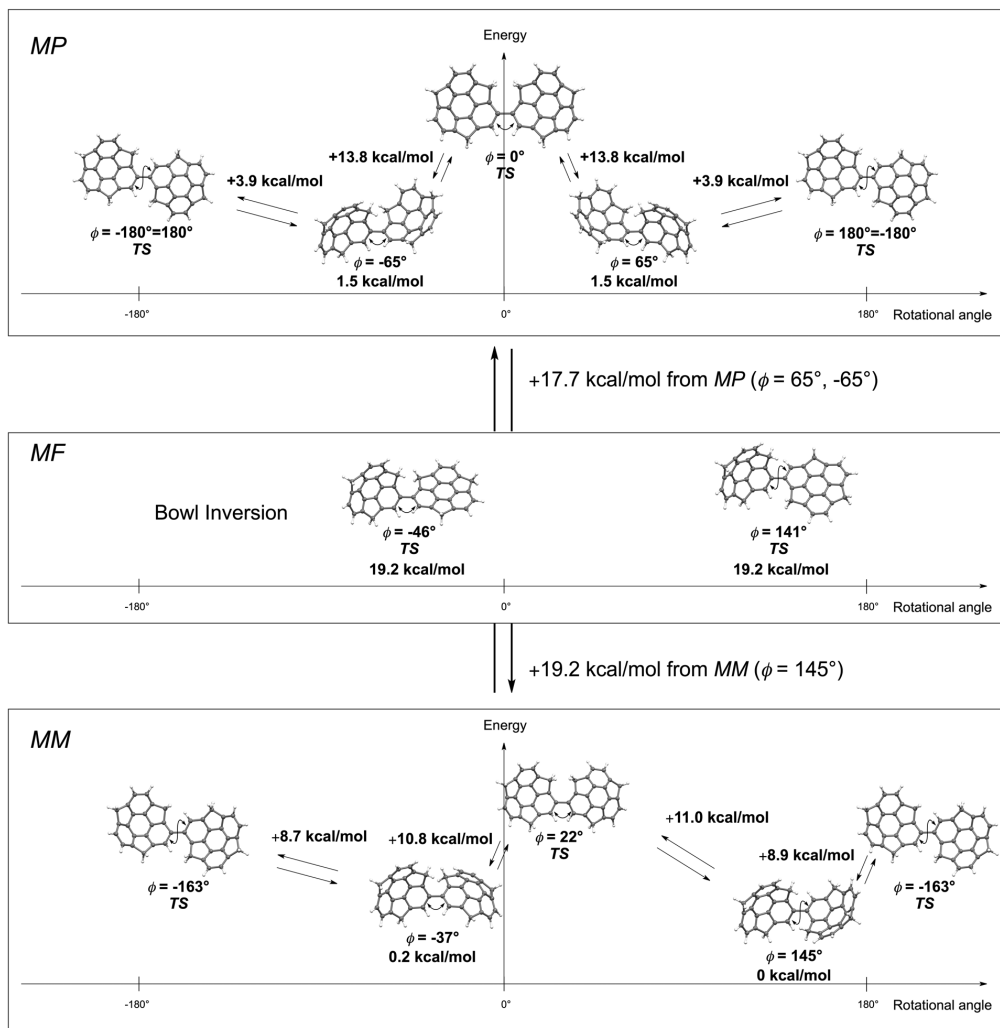 MP
Energy
+13.8 kcal/mol
ϕ = 0°
TS
+13.8 kcal/mol
+3.9 kcal/mol
+3.9 kcal/mol
ϕ = -180°=180°
TS
ϕ = -65°
1.5 kcal/mol
ϕ = 65°
1.5 kcal/mol
ϕ = 180°=-180°
TS
-180°
0°
180°
Rotational angle
+17.7 kcal/mol from MP (ϕ = 65°, -65°)
MF
Bowl Inversion
ϕ = -46°
TS
19.2 kcal/mol
ϕ = 141°
TS
19.2 kcal/mol
-180°
0°
180°
Rotational angle
+19.2 kcal/mol from MM (ϕ = 145°)
MM
Energy
+8.7 kcal/mol
+10.8 kcal/mol
ϕ = 22°
TS
+11.0 kcal/mol
+8.9 kcal/mol
ϕ = -163°
TS
ϕ = -37°
0.2 kcal/mol
ϕ = 145°
0 kcal/mol
ϕ = -163°
TS
-180°
0°
180°
Rotational angle